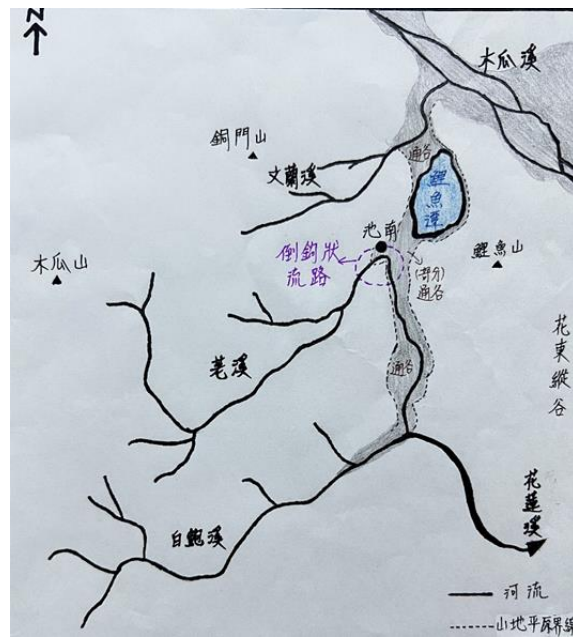 N
木瓜溪
銅門山
文蘭溪
通谷
鯉魚潭
池南
倒鉤狀
流路
木瓜山
(部分)
通谷
鯉魚山
花東縱谷
荖溪
通谷
白鮑溪
花蓮溪
河流
山地平原界線